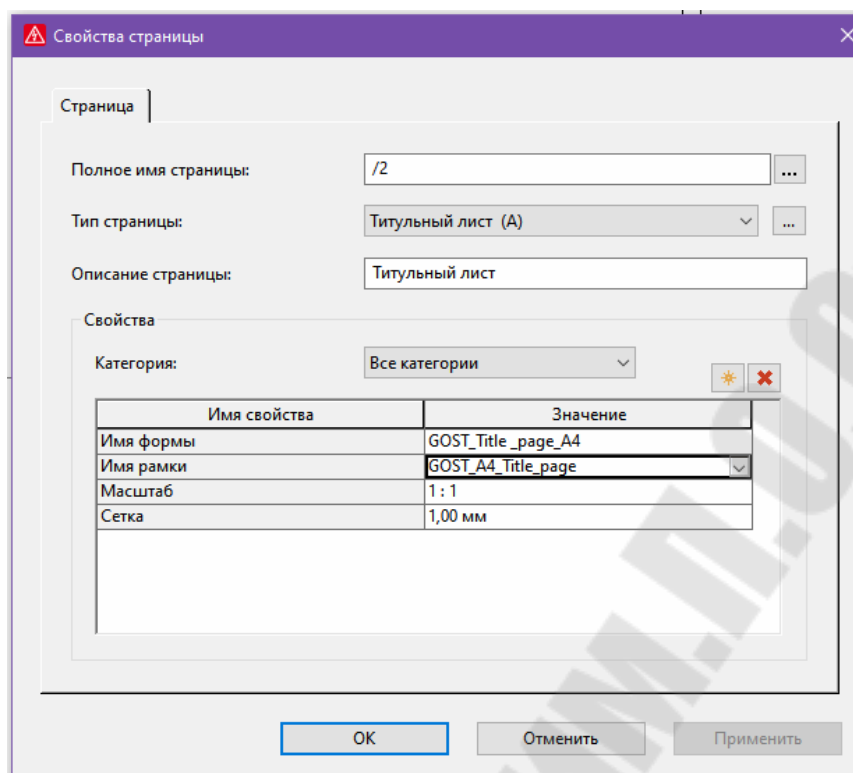 Свойства страницы
Страница
Полное имя страницы: /2 ...
Тип страницы: Титульный лист (A) ...
Описание страницы: Титульный лист
Свойства
Категория: Все категории
Имя свойства Значение
Имя формы GOST_Title _page_A4
Имя рамки GOST_A4_Title_page
Масштаб 1 : 1
Сетка 1,00 мм
OK Отменить Применить